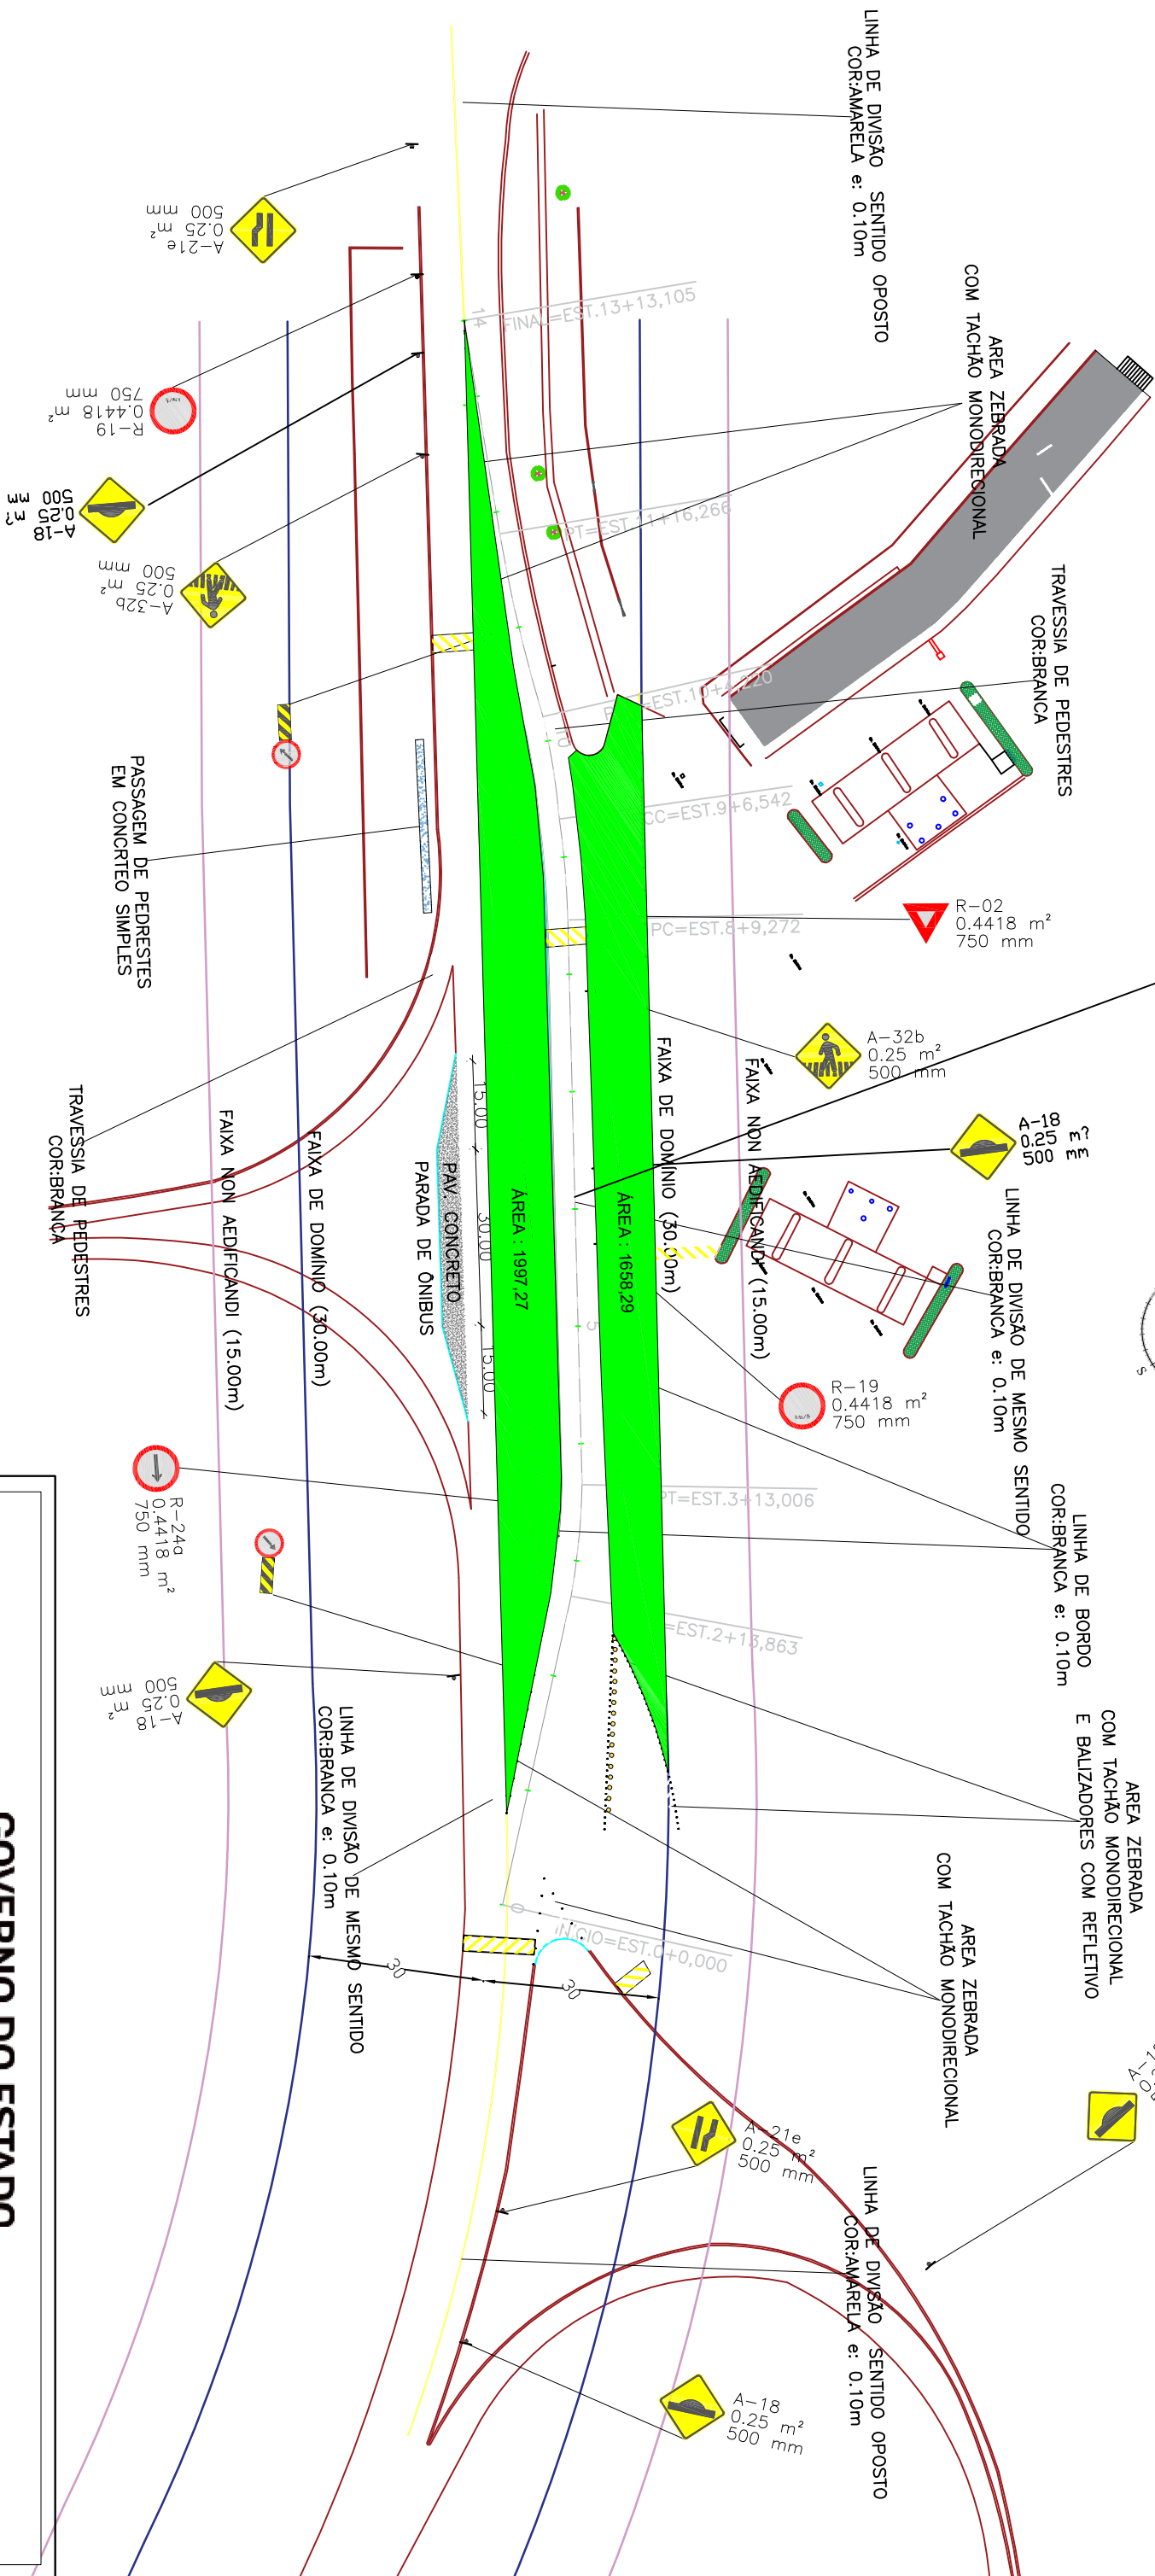 LINHA DE DIVISÃO SENTIDO OPOSTO
COR:AMARELA e: 0.10m
AREA ZEBRADA
COM TACHÃO MONODIRECIONAL
TRAVESSIA DE PEDESTRES
COR:BRANCA
A-21e
0.25 m²
500 mm
R-19
0.4418 m²
750 mm
A-18
0.25 m?
500 mm
A-32b
0.25 m²
500 mm
14
FINAL=EST.13+13,105
PT=EST.11+16,266
EST.10+4,220
10
CC=EST.9+6,542
PC=EST.8+9,272
R-02
0.4418 m²
750 mm
PASSAGEM DE PEDRESTES
EM CONCRTEO SIMPLES
A-32b
0.25 m²
500 mm
A-18
0.25 m?
500 mm
FAIXA DE DOMÍNIO (30.00m)
FAIXA NON AEDIFICANDI (15.00m)
TRAVESSIA DE PEDESTRES
COR:BRANCA
FAIXA NON AEDIFICANDI (15.00m)
FAIXA DE DOMÍNIO (30.00m)
15.00
30.00
15.00
PAV. CONCRETO
PARADA DE ÔNIBUS
ÁREA : 1997,27
ÁREA : 1658,29
5
LINHA DE DIVISÃO DE MESMO SENTIDO
COR:BRANCA e: 0.10m
S
R-19
0.4418 m²
750 mm
PT=EST.3+13,006
=EST.2+13,863
LINHA DE BORDO
COR:BRANCA e: 0.10m
R-24a
0.4418 m²
750 mm
A-18
0.25 m²
500 mm
LINHA DE DIVISÃO DE MESMO SENTIDO
COR:BRANCA e: 0.10m
AREA ZEBRADA
COM TACHÃO MONODIRECIONAL
E BALIZADORES COM REFLETIVO
AREA ZEBRADA
COM TACHÃO MONODIRECIONAL
0
INÍCIO=EST.0+0,000
30
30
A-21e
0.25 m²
500 mm
LINHA DE DIVISÃO SENTIDO OPOSTO
COR:AMARELA e: 0.10m
A-18
0.25 m²
500 mm
GOVERNO DO ESTADO